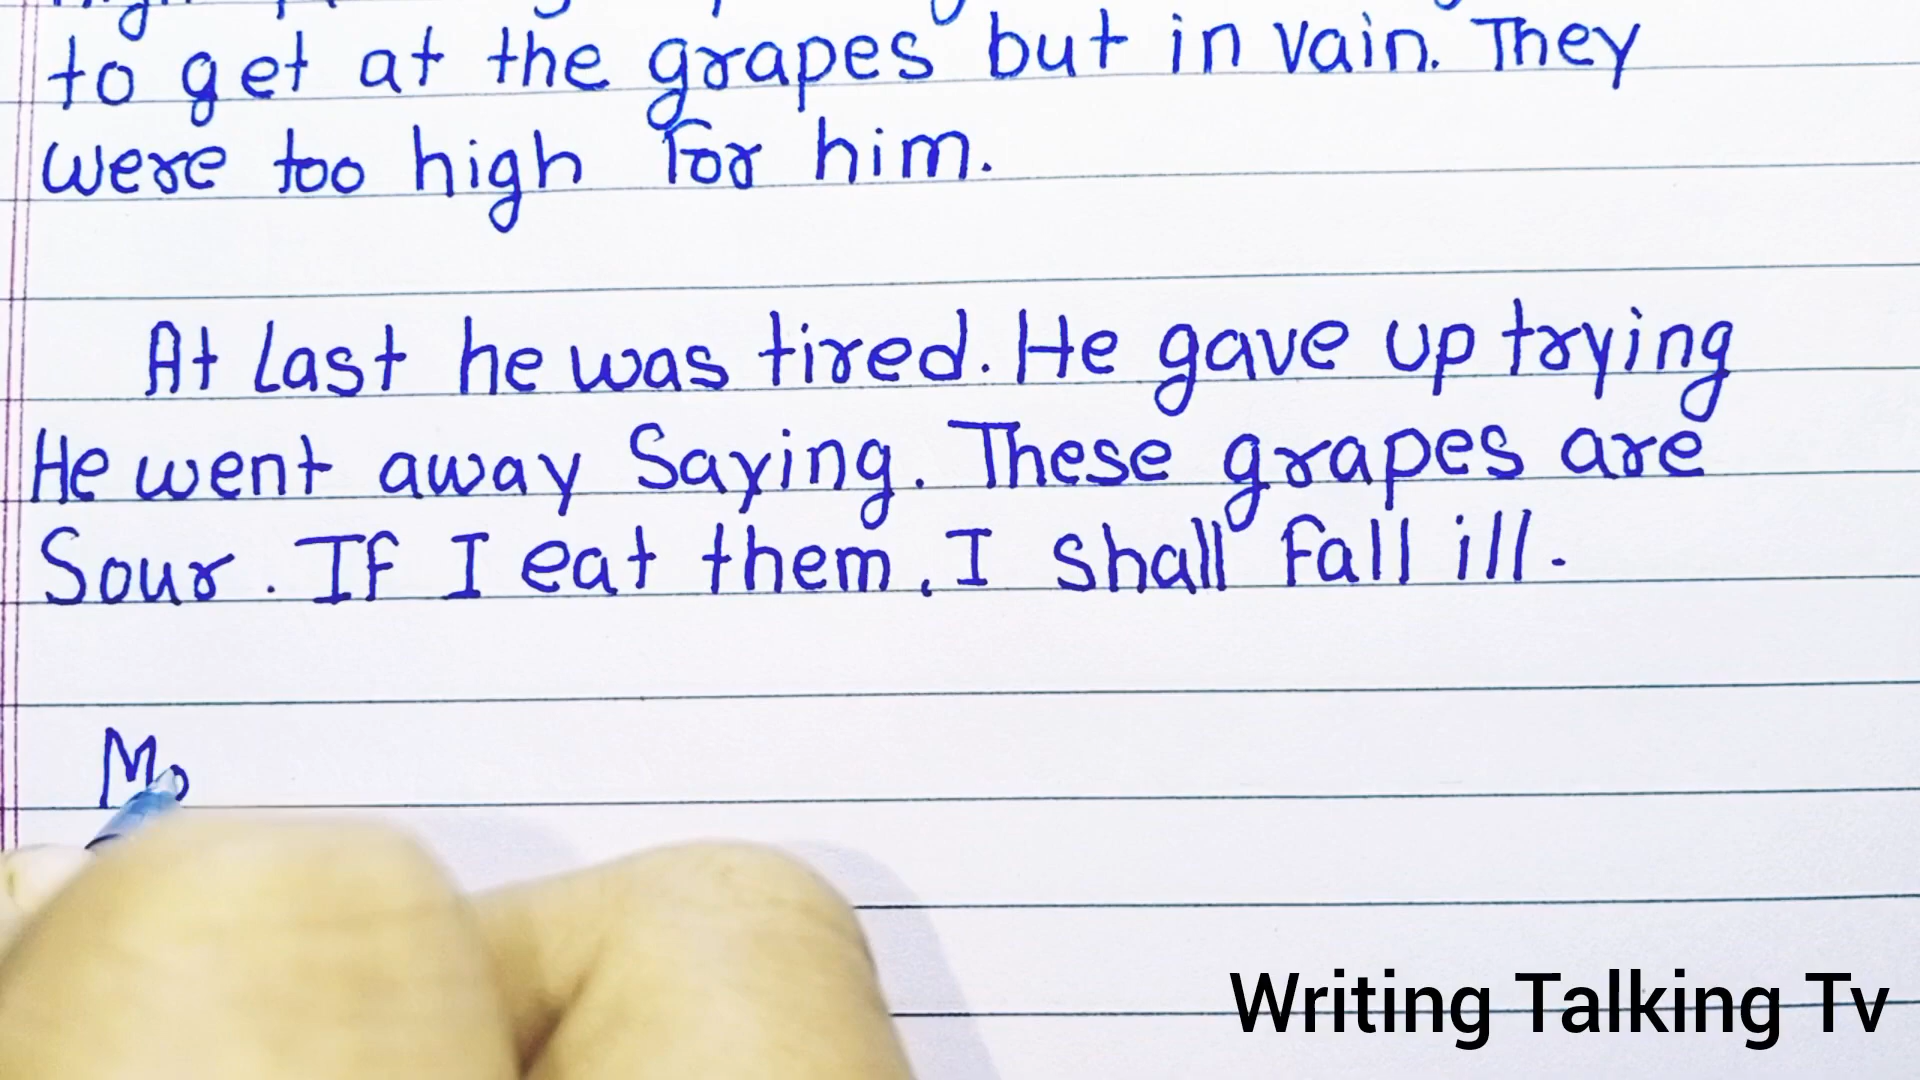 to get at the grapes but in vain. They
were too high for him.
At last he was tired. He gave up trying
He went away Saying. These grapes are
Sour. If I eat them, I shall fall ill.
Mo
Writing Talking Tv